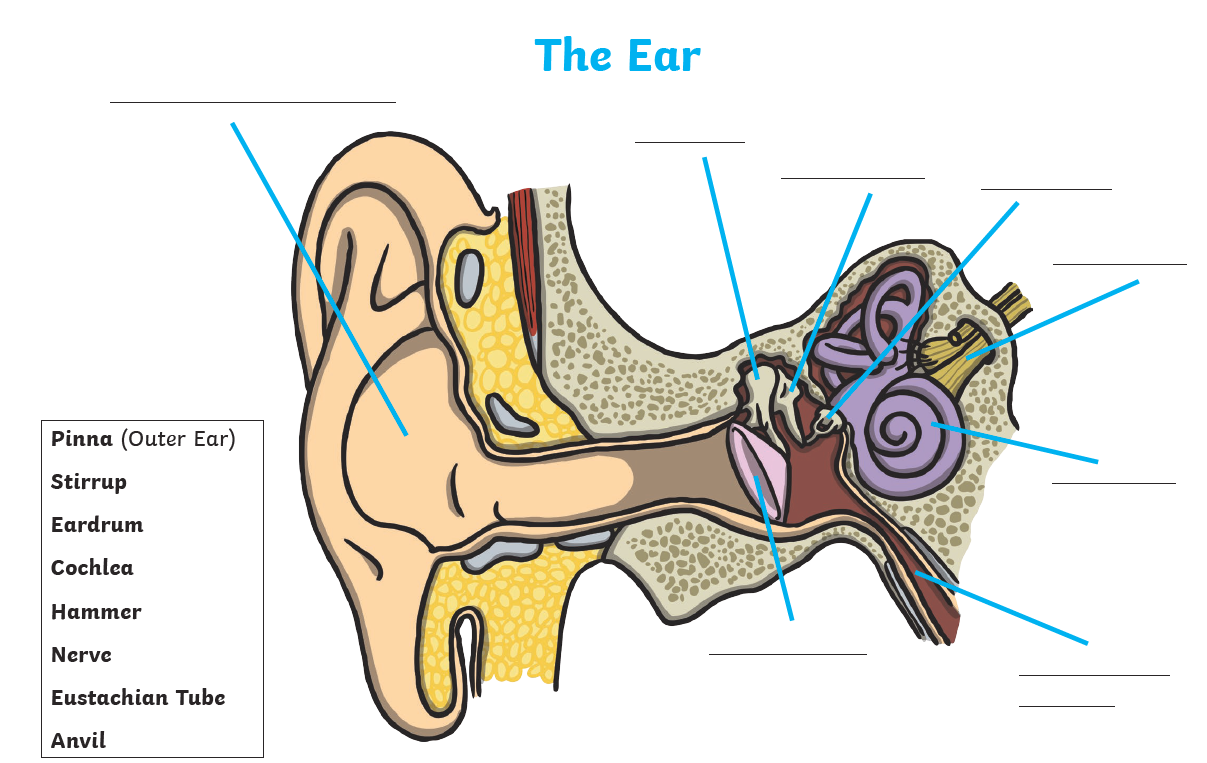 The Ear
Pinna (Outer Ear)
Stirrup
Eardrum
Cochlea
Hammer
Nerve
Eustachian Tube
Anvil